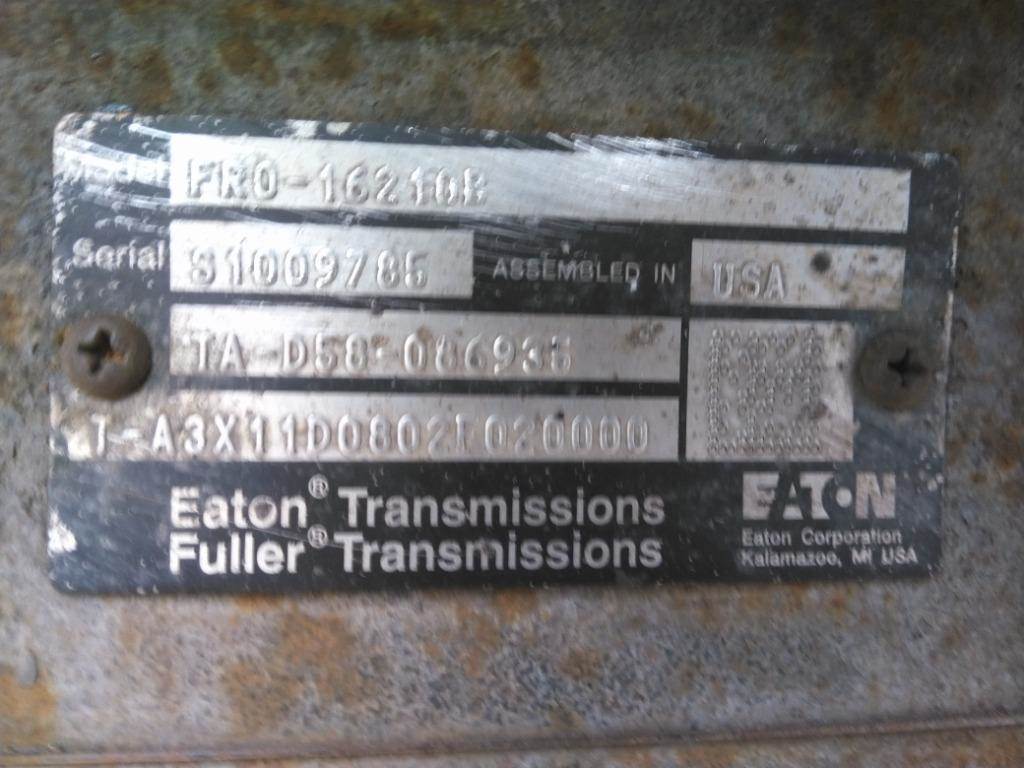 Model FRO-16210B
Serial S1009785 ASSEMBLED IN USA
TA D58-086935
T-A3X11D0802F020000
Eaton® Transmissions
Fuller® Transmissions
EATON
Eaton Corporation
Kalamazoo, MI USA